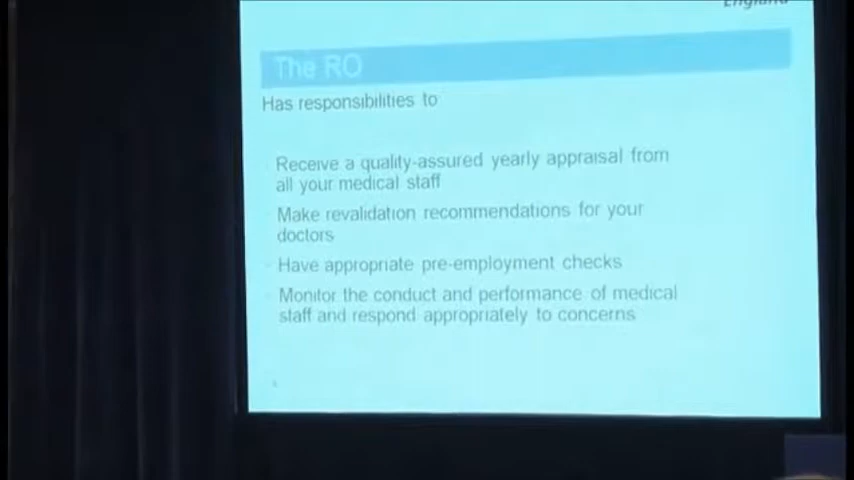 England
The RO
Has responsibilities to
Receive a quality-assured yearly appraisal from
all your medical staff
Make revalidation recommendations for your
doctors
Have appropriate pre-employment checks
Monitor the conduct and performance of medical
staff and respond appropriately to concerns